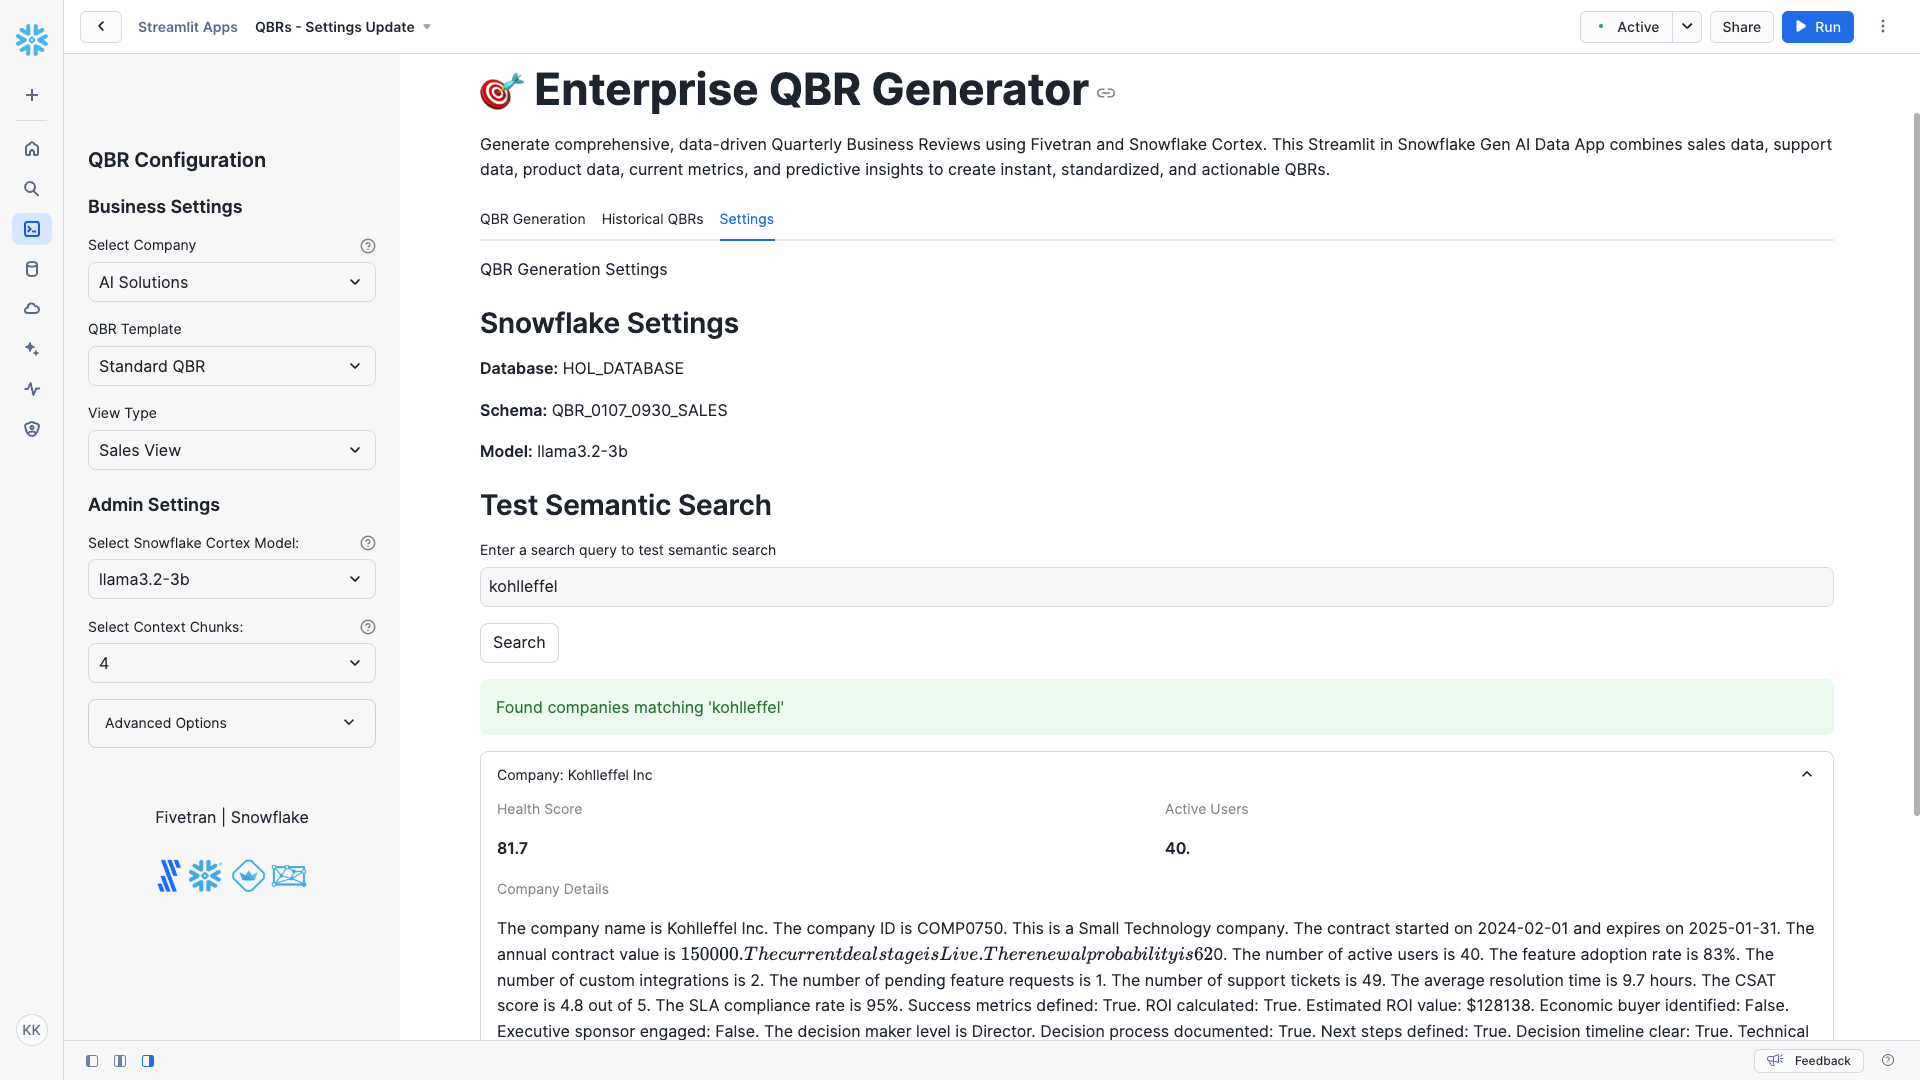 Streamlit Apps
QBRs - Settings Update
Active
Share
Run
QBR Configuration
Business Settings
Select Company
AI Solutions
QBR Template
Standard QBR
View Type
Sales View
Admin Settings
Select Snowflake Cortex Model:
llama3.2-3b
Select Context Chunks:
4
Advanced Options
Fivetran | Snowflake
KK
Enterprise QBR Generator
Generate comprehensive, data-driven Quarterly Business Reviews using Fivetran and Snowflake Cortex. This Streamlit in Snowflake Gen AI Data App combines sales data, support
data, product data, current metrics, and predictive insights to create instant, standardized, and actionable QBRs.
QBR Generation
Historical QBRs
Settings
QBR Generation Settings
Snowflake Settings
Database: HOL_DATABASE
Schema: QBR_0107_0930_SALES
Model: llama3.2-3b
Test Semantic Search
Enter a search query to test semantic search
kohlleffel
Search
Found companies matching 'kohlleffel'
Company: Kohlleffel Inc
Health Score
Active Users
81.7
40.
Company Details
The company name is Kohlleffel Inc. The company ID is COMP0750. This is a Small Technology company. The contract started on 2024-02-01 and expires on 2025-01-31. The
annual contract value is 150000.ThecurrentdealstageisLive.Therenewalprobabilityis620. The number of active users is 40. The feature adoption rate is 83%. The
number of custom integrations is 2. The number of pending feature requests is 1. The number of support tickets is 49. The average resolution time is 9.7 hours. The CSAT
score is 4.8 out of 5. The SLA compliance rate is 95%. Success metrics defined: True. ROI calculated: True. Estimated ROI value: $128138. Economic buyer identified: False.
Executive sponsor engaged: False. The decision maker level is Director. Decision process documented: True. Next steps defined: True. Decision timeline clear: True. Technical
Feedback